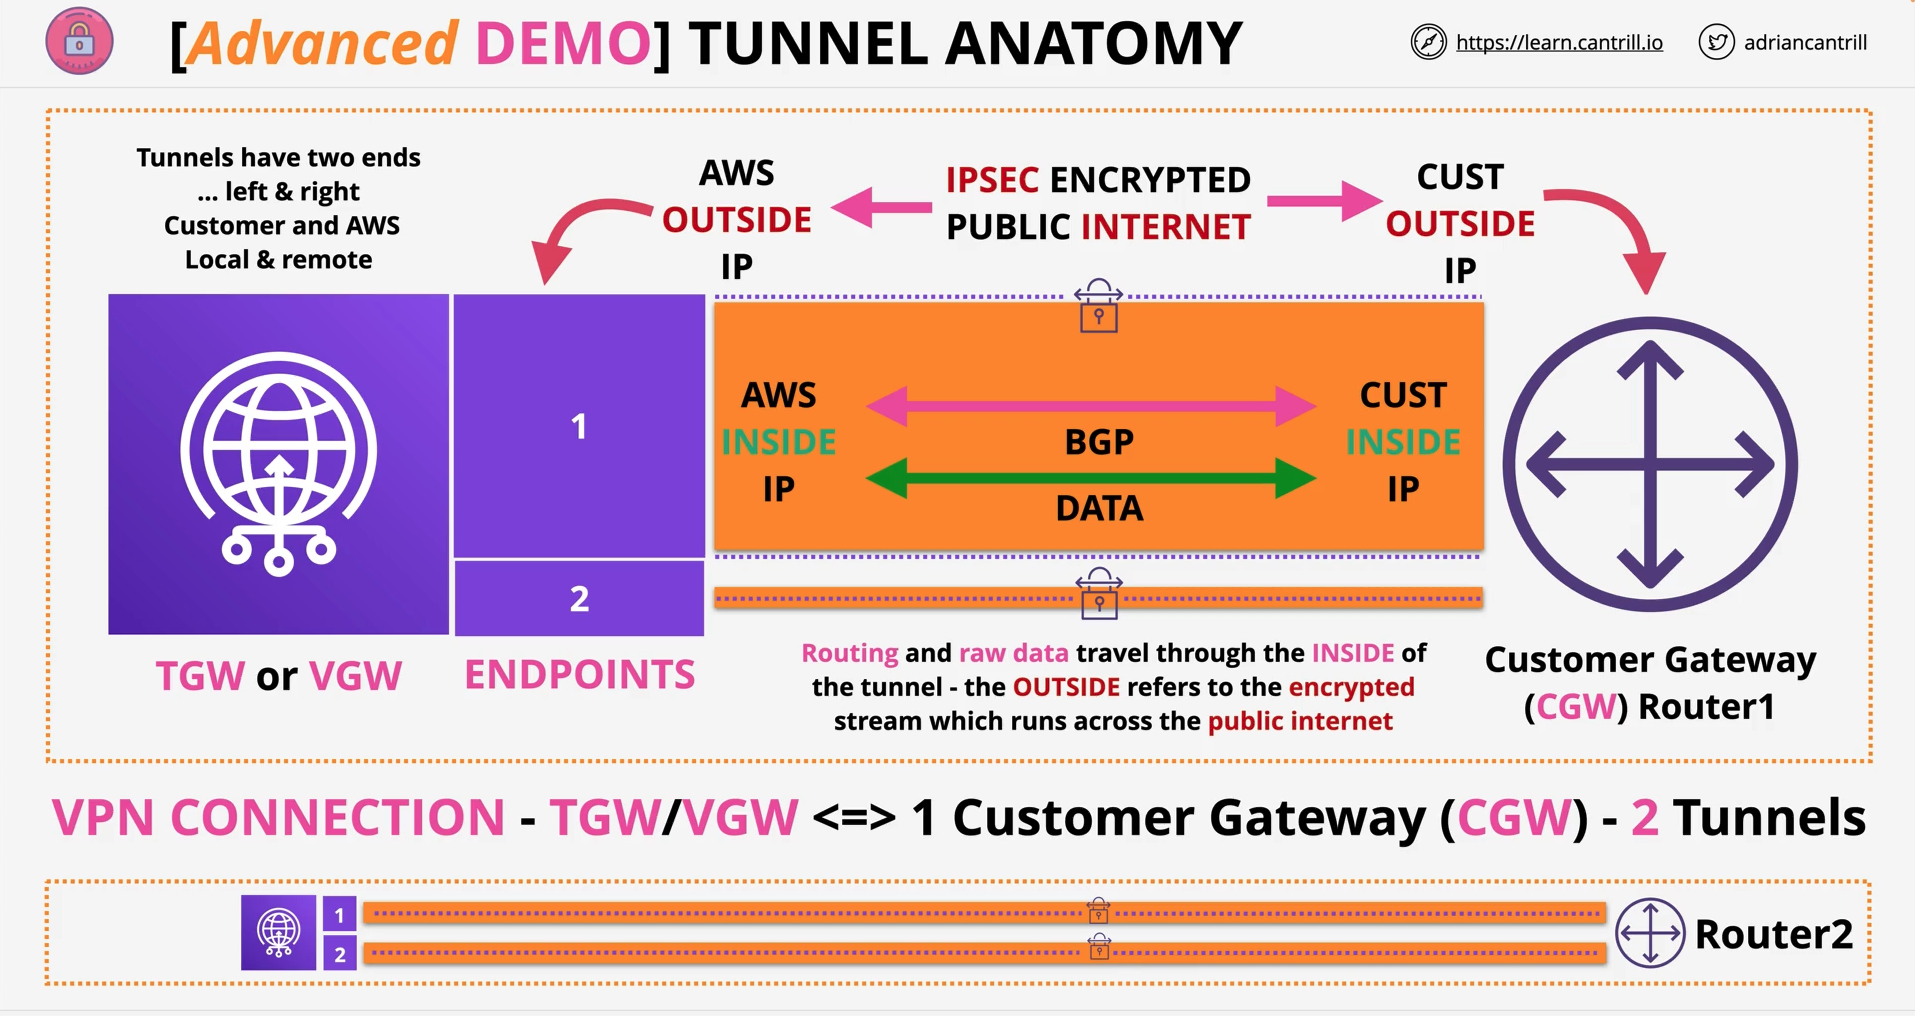 [Advanced DEMO] TUNNEL ANATOMY
https://learn.cantrill.io
adriancantrill
Tunnels have two ends
... left & right
Customer and AWS
Local & remote
AWS
OUTSIDE
IP
IPSEC ENCRYPTED
PUBLIC INTERNET
CUST
OUTSIDE
IP
1
2
AWS
INSIDE
IP
BGP
DATA
CUST
INSIDE
IP
TGW or VGW
ENDPOINTS
Routing and raw data travel through the INSIDE of
the tunnel - the OUTSIDE refers to the encrypted
stream which runs across the public internet
Customer Gateway
(CGW) Router1
VPN CONNECTION - TGW/VGW <=> 1 Customer Gateway (CGW) - 2 Tunnels
1
2
Router2